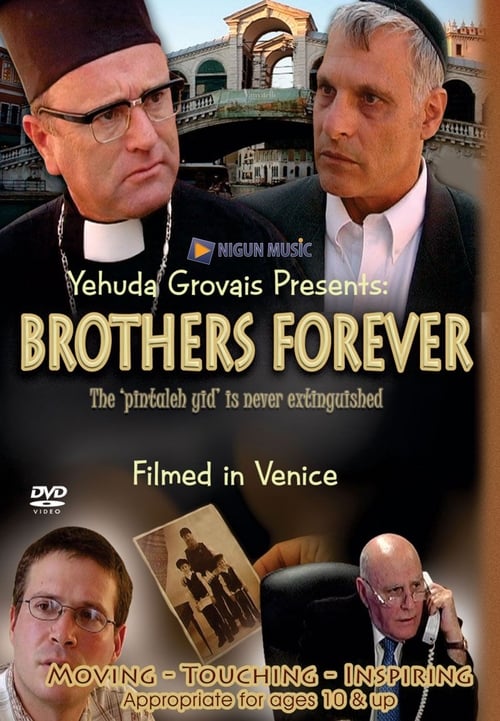 NIGUN MUSIC
Yehuda Grovais Presents:
BROTHERS FOREVER
The 'pintaleh yid' is never extinguished
Filmed in Venice
DVD
VIDEO
MOVING - TOUCHING - INSPIRING
Appropriate for ages 10 & up